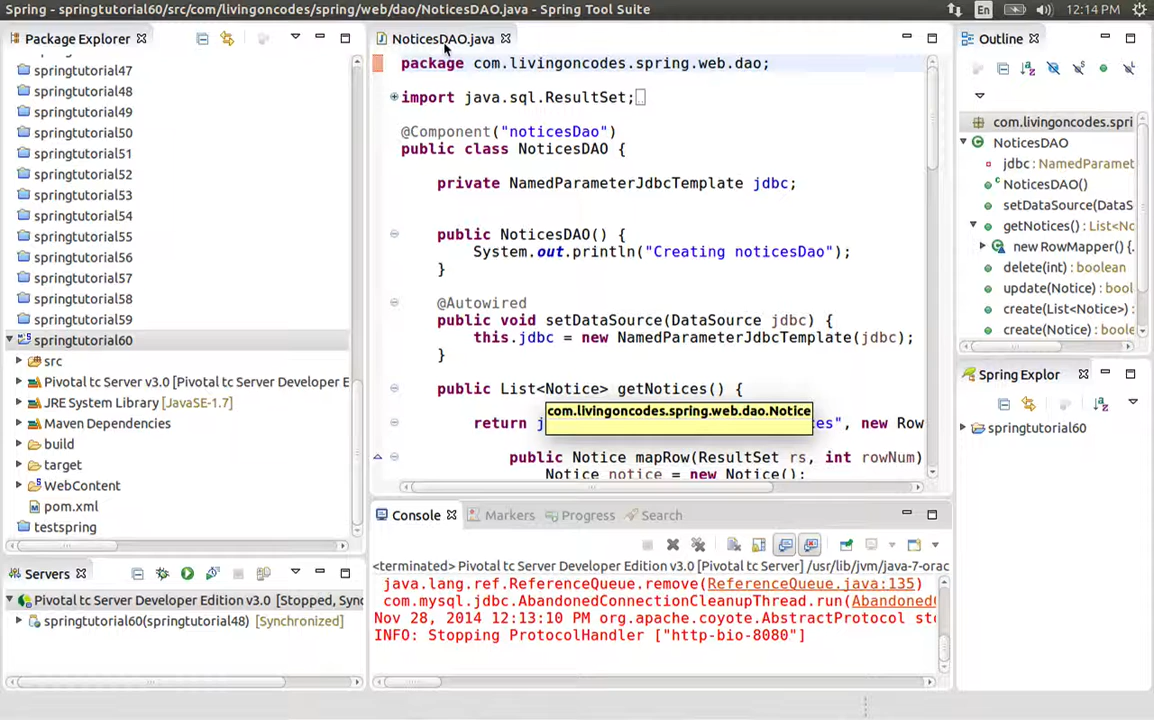 Spring - springtutorial60/src/com/livingoncodes/spring/web/dao/NoticesDAO.java - Spring Tool Suite
En
12:14 PM
Package Explorer
springtutorial47
springtutorial48
springtutorial49
springtutorial50
springtutorial51
springtutorial52
springtutorial53
springtutorial54
springtutorial55
springtutorial56
springtutorial57
springtutorial58
springtutorial59
springtutorial60
src
Pivotal tc Server v3.0 [Pivotal tc Server Developer E
JRE System Library [JavaSE-1.7]
Maven Dependencies
build
target
WebContent
pom.xml
testspring
Servers
Pivotal tc Server Developer Edition v3.0 [Stopped, Sync
springtutorial60(springtutorial48) [Synchronized]
NoticesDAO.java
package com.livingoncodes.spring.web.dao;
import java.sql.ResultSet;
@Component("noticesDao")
public class NoticesDAO {
private NamedParameterJdbcTemplate jdbc;
public NoticesDAO() {
System.out.println("Creating noticesDao");
}
@Autowired
public void setDataSource(DataSource jdbc) {
this.jdbc = new NamedParameterJdbcTemplate(jdbc);
}
public List<Notice> getNotices() {
com.livingoncodes.spring.web.dao.Notice
return j
es", new Row
public Notice mapRow(ResultSet rs, int rowNum)
Notice notice = new Notice();
Console
Markers
Progress
Search
<terminated> Pivotal tc Server Developer Edition v3.0 [Pivotal tc Server] /usr/lib/jvm/java-7-orac
java.lang.ref.ReferenceQueue.remove(ReferenceQueue.java:135)
com.mysql.jdbc.AbandonedConnectionCleanupThread.run(Abandoned
Nov 28, 2014 12:13:10 PM org.apache.coyote.AbstractProtocol sto
INFO: Stopping ProtocolHandler ["http-bio-8080"]
Outline
com.livingoncodes.spri
NoticesDAO
jdbc : NamedParamet
NoticesDAO()
setDataSource(DataS
getNotices() : List<No
new RowMapper() {.
delete(int) : boolean
update(Notice) : bool
create(List<Notice>) :
create(Notice) : boole
Spring Explor
springtutorial60